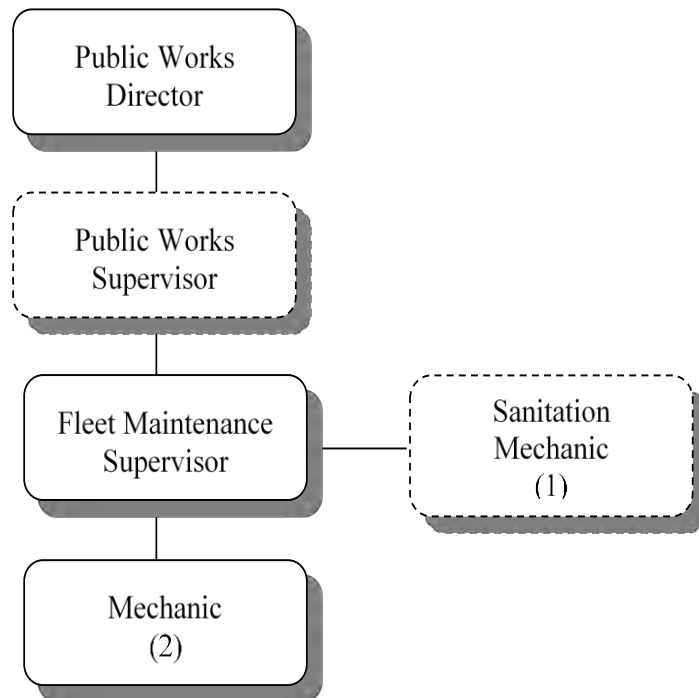 Public Works
Director
Public Works
Supervisor
Fleet Maintenance
Supervisor
Sanitation
Mechanic
(1)
Mechanic
(2)